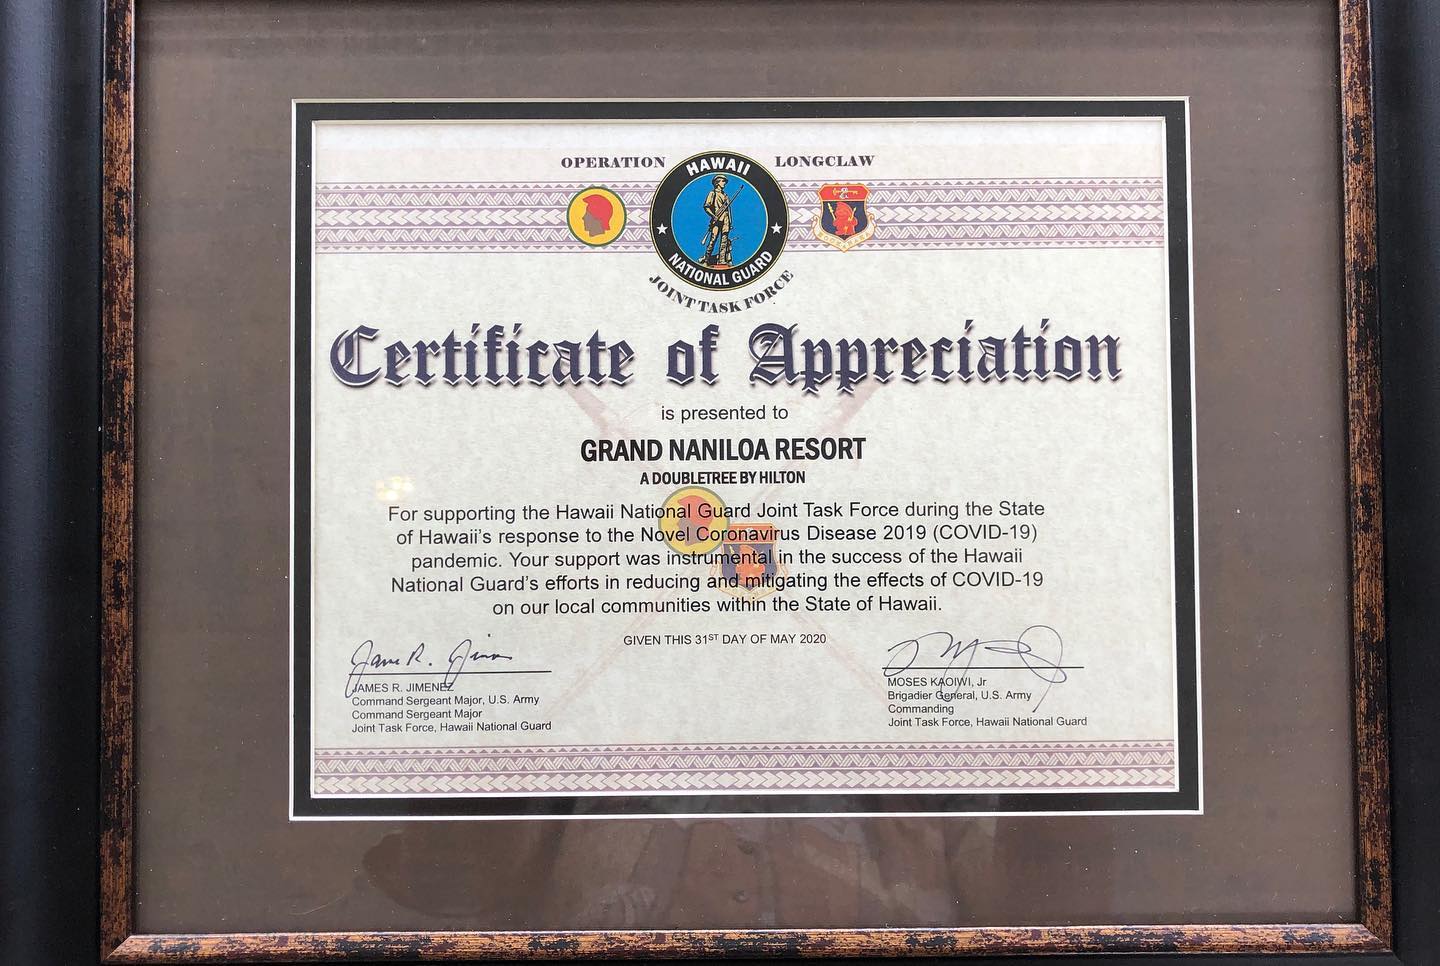 OPERATION LONGCLAW
HAWAII
NATIONAL GUARD
JOINT TASK FORCE
Certificate of Appreciation
is presented to
GRAND NANILOA RESORT
A DOUBLETREE BY HILTON
For supporting the Hawaii National Guard Joint Task Force during the State
of Hawaii's response to the Novel Coronavirus Disease 2019 (COVID-19)
pandemic. Your support was instrumental in the success of the Hawaii
National Guard's efforts in reducing and mitigating the effects of COVID-19
on our local communities within the State of Hawaii.
GIVEN THIS 31ST DAY OF MAY 2020
JAMES R. JIMENEZ
Command Sergeant Major, U.S. Army
Command Sergeant Major
Joint Task Force, Hawaii National Guard
MOSES KAOIWI, Jr
Brigadier General, U.S. Army
Commanding
Joint Task Force, Hawaii National Guard